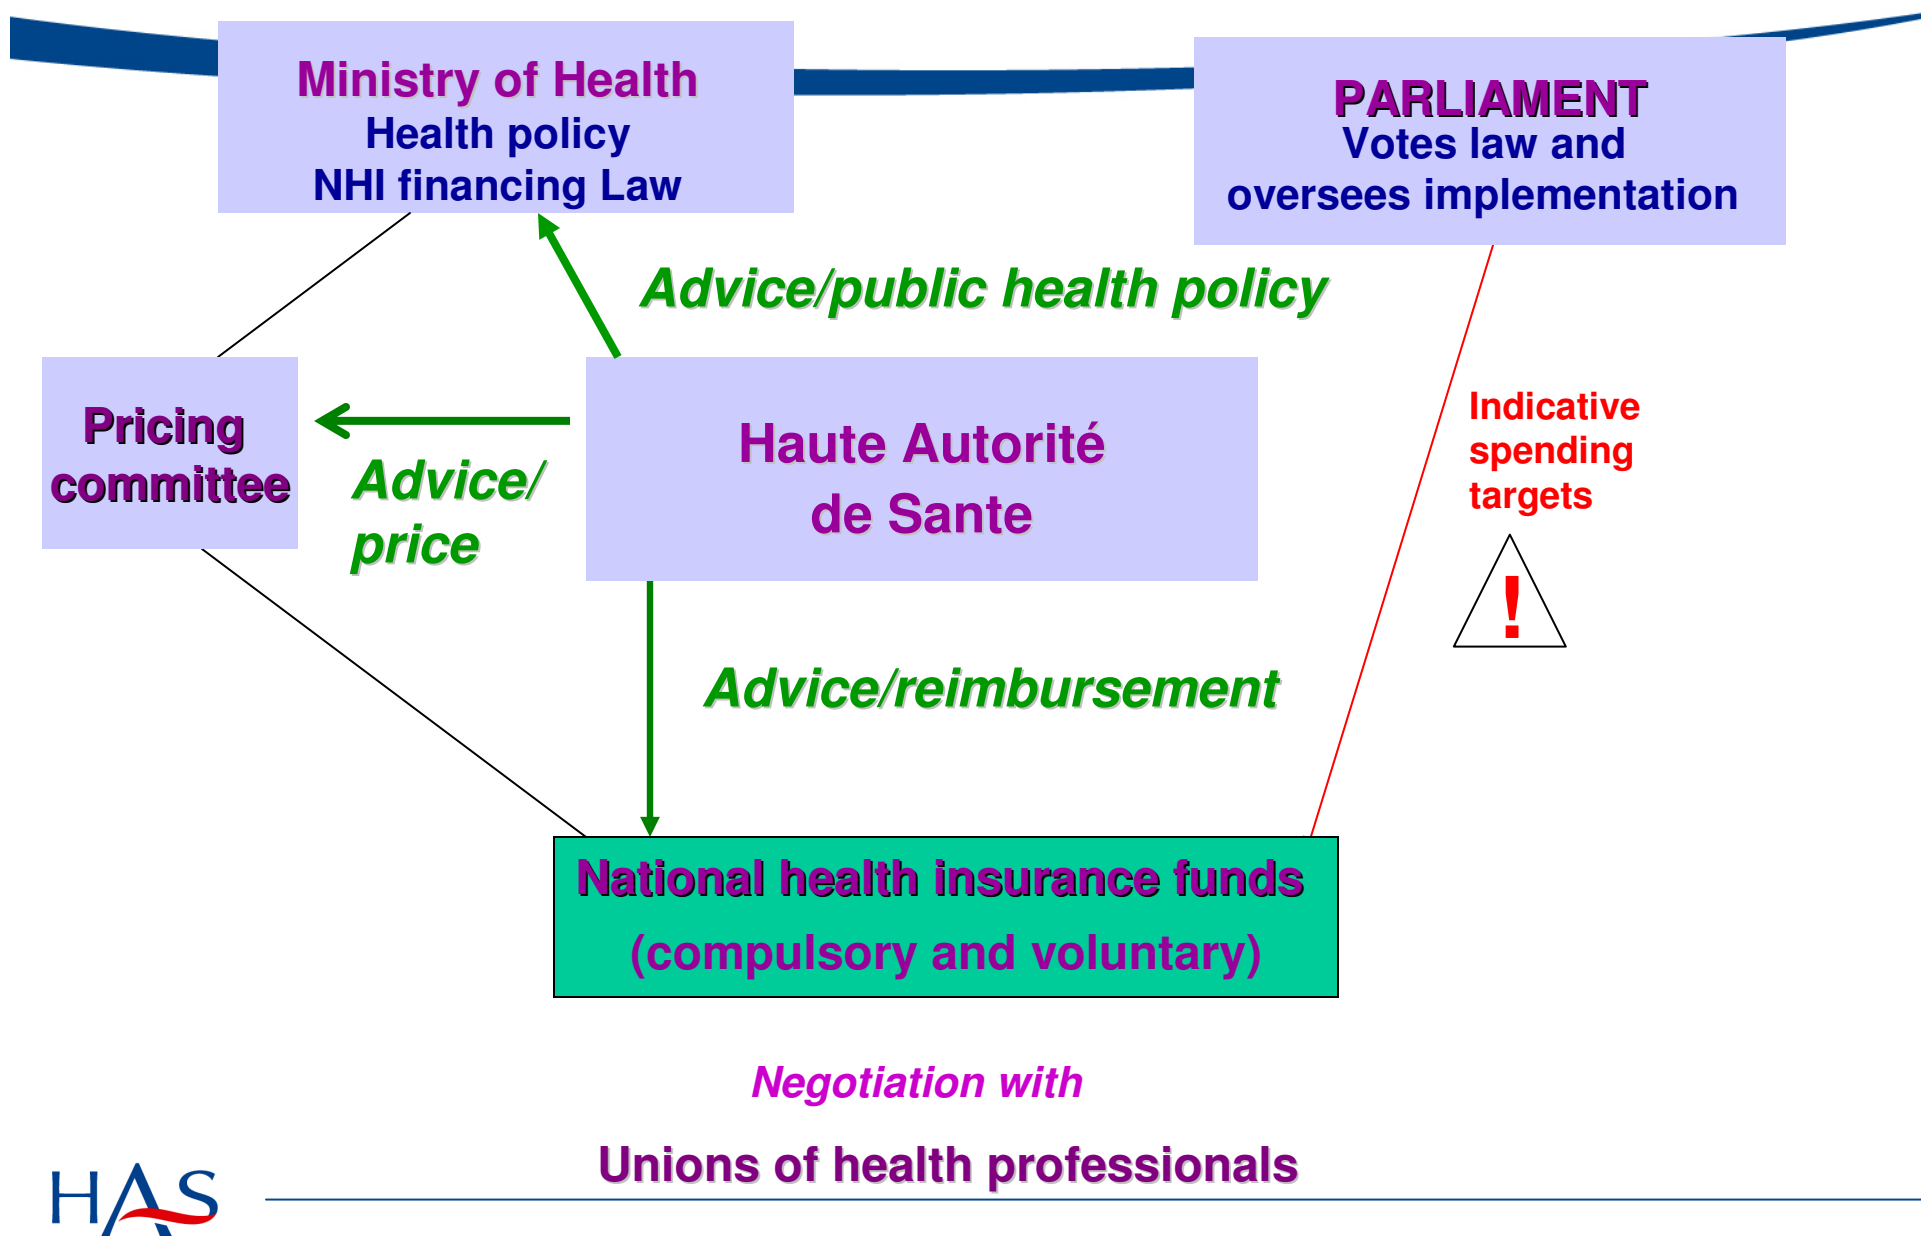 Ministry of Health
Health policy
NHI financing Law
PARLIAMENT
Votes law and
oversees implementation
Advice/public health policy
Pricing
committee
Advice/
price
Haute Autorité
de Sante
Indicative
spending
targets
!
Advice/reimbursement
National health insurance funds
(compulsory and voluntary)
Negotiation with
Unions of health professionals
HAS